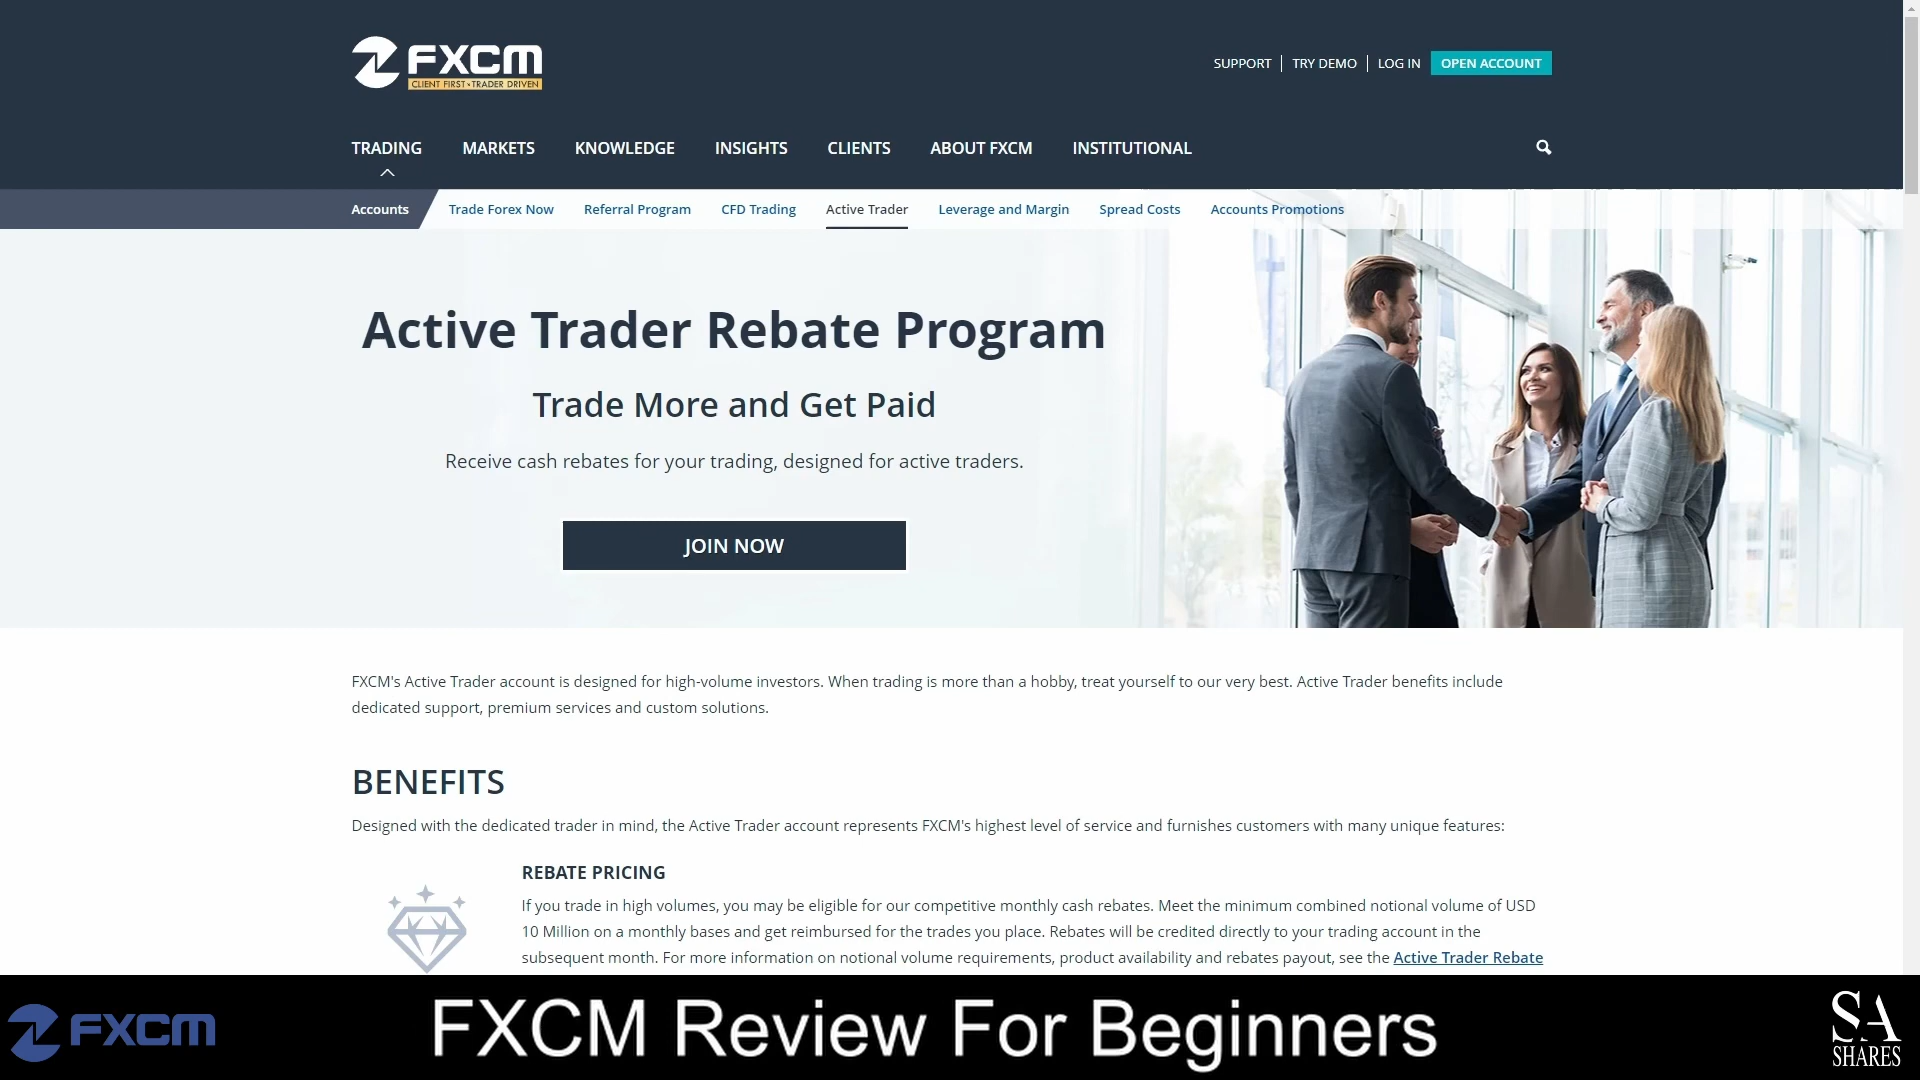 FXCM
CLIENT FIRST•TRADER DRIVEN
SUPPORT
TRY DEMO
LOG IN
OPEN ACCOUNT
TRADING
MARKETS
KNOWLEDGE
INSIGHTS
CLIENTS
ABOUT FXCM
INSTITUTIONAL
Accounts
Trade Forex Now
Referral Program
CFD Trading
Active Trader
Leverage and Margin
Spread Costs
Accounts Promotions
Active Trader Rebate Program
Trade More and Get Paid
Receive cash rebates for your trading, designed for active traders.
JOIN NOW
FXCM's Active Trader account is designed for high-volume investors. When trading is more than a hobby, treat yourself to our very best. Active Trader benefits include
dedicated support, premium services and custom solutions.
BENEFITS
Designed with the dedicated trader in mind, the Active Trader account represents FXCM's highest level of service and furnishes customers with many unique features:
REBATE PRICING
If you trade in high volumes, you may be eligible for our competitive monthly cash rebates. Meet the minimum combined notional volume of USD
10 Million on a monthly bases and get reimbursed for the trades you place. Rebates will be credited directly to your trading account in the
subsequent month. For more information on notional volume requirements, product availability and rebates payout, see the Active Trader Rebate
FXCM
FXCM Review For Beginners
SA
SHARES